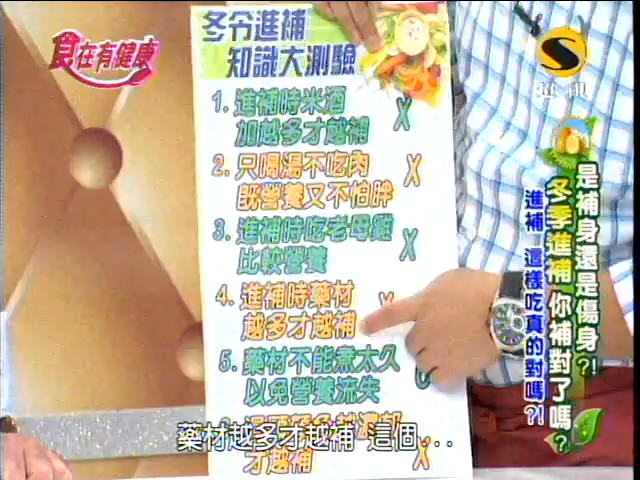 食在有健康
冬令進補
知識大測驗
1. 進補時米酒
加越多才越補
X
2. 只喝湯不吃肉
既營養又不怕胖
X
3. 進補時吃老母雞
比較營養
X
4. 進補時藥材
越多才越補
X
5. 藥材不能煮太久
以免營養流失
O
才越補
X
藥材越多才越補 這個...
S
超視
是補身還是傷身?!
冬季進補 你補對了嗎?
進補 這樣吃真的對嗎?!